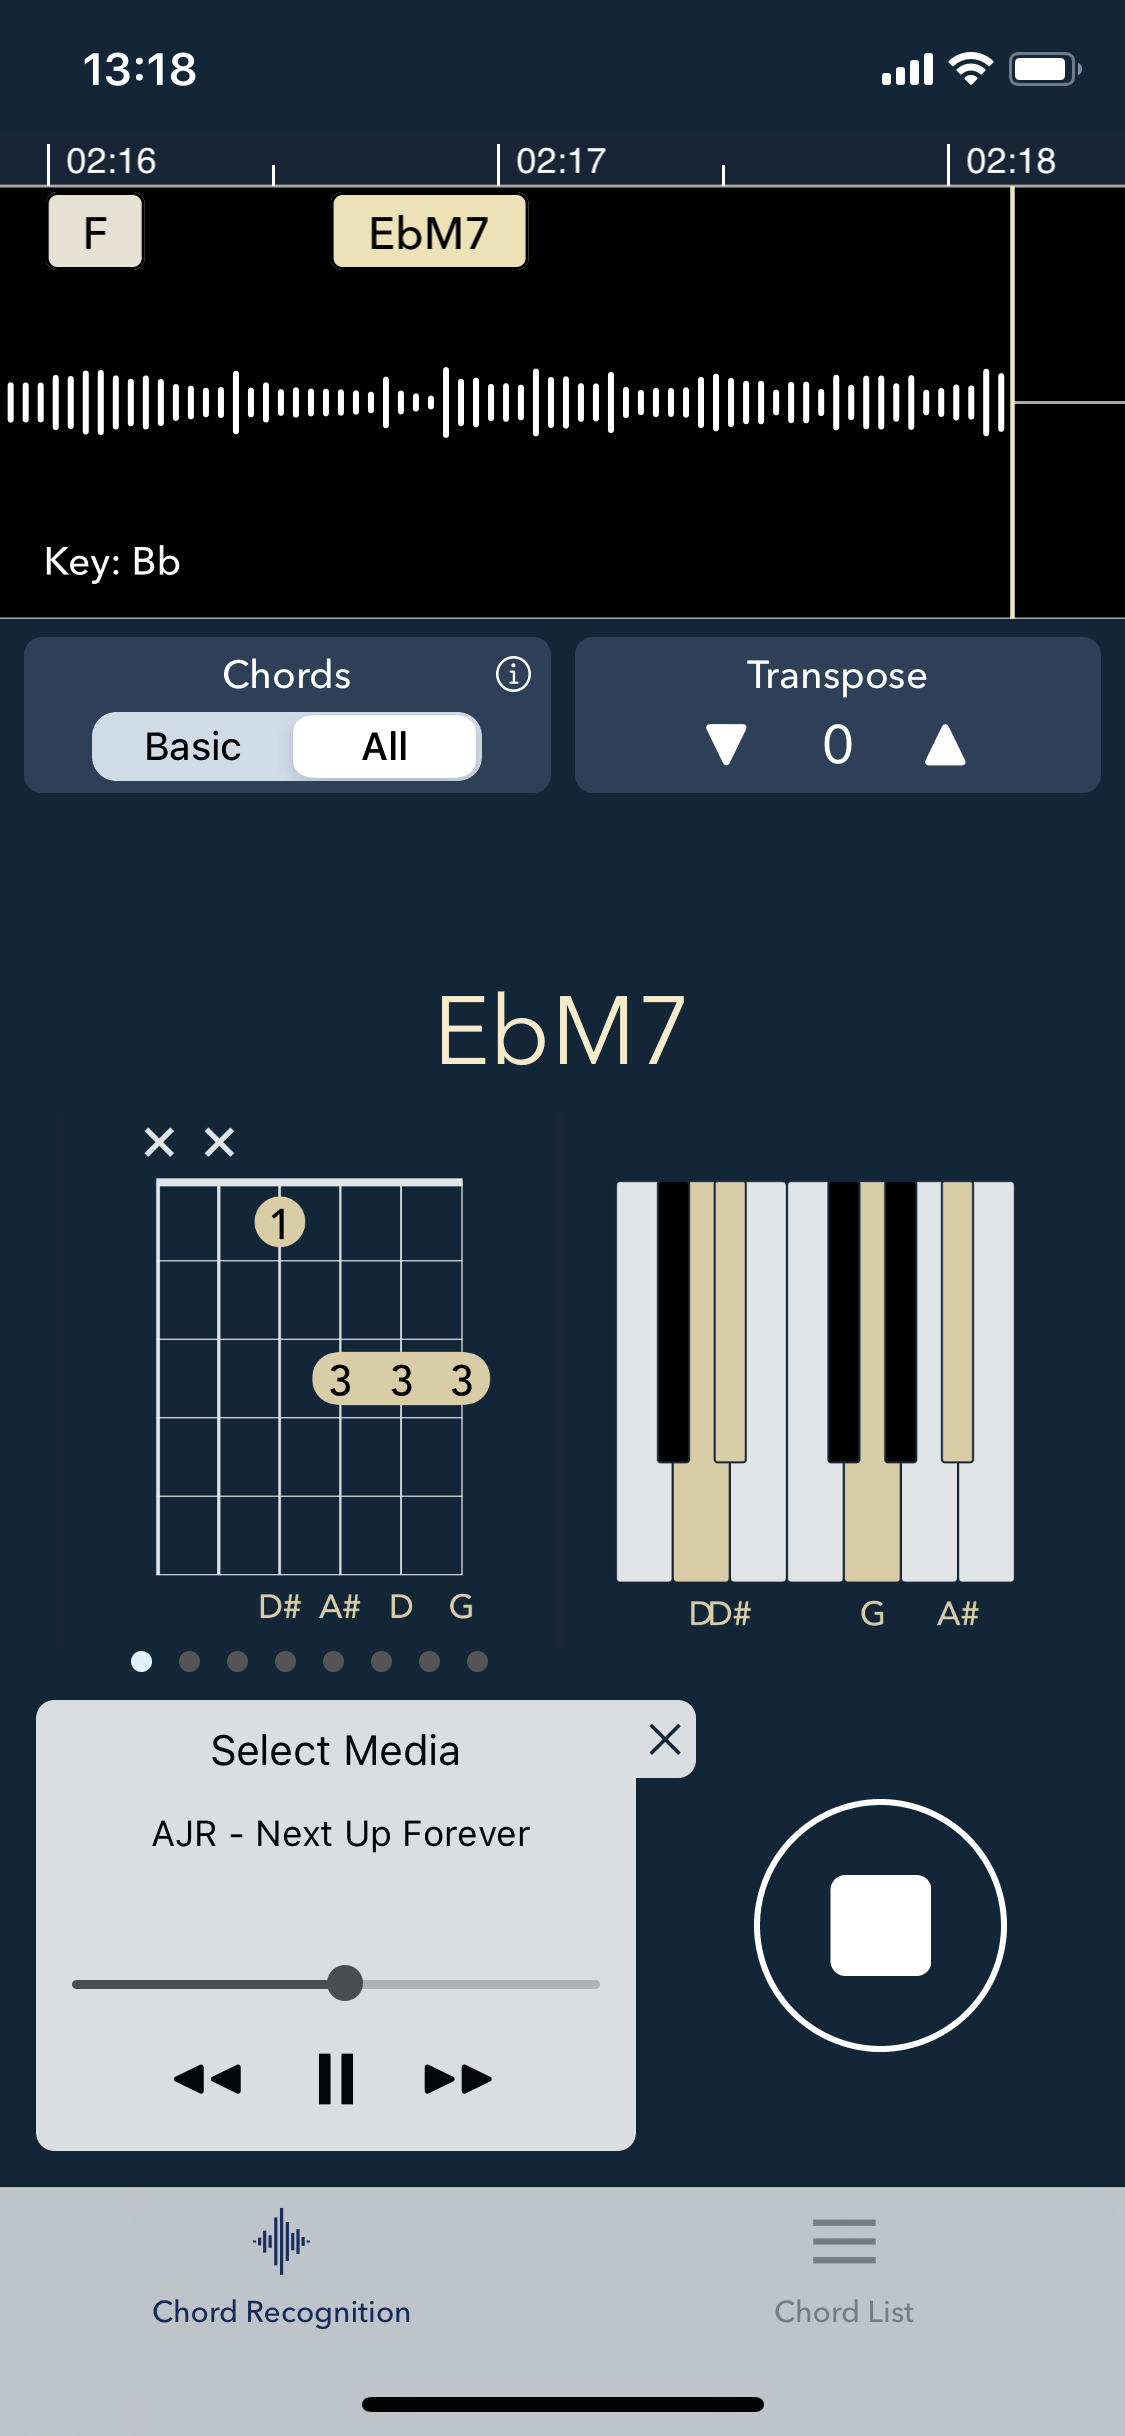 13:18
02:16 02:17 02:18
F EbM7
Key: Bb
Chords
Basic All
Transpose
0
EbM7
× ×
1
3 3 3
D# A# D G
D D# G A#
Select Media
AJR - Next Up Forever
Chord Recognition
Chord List